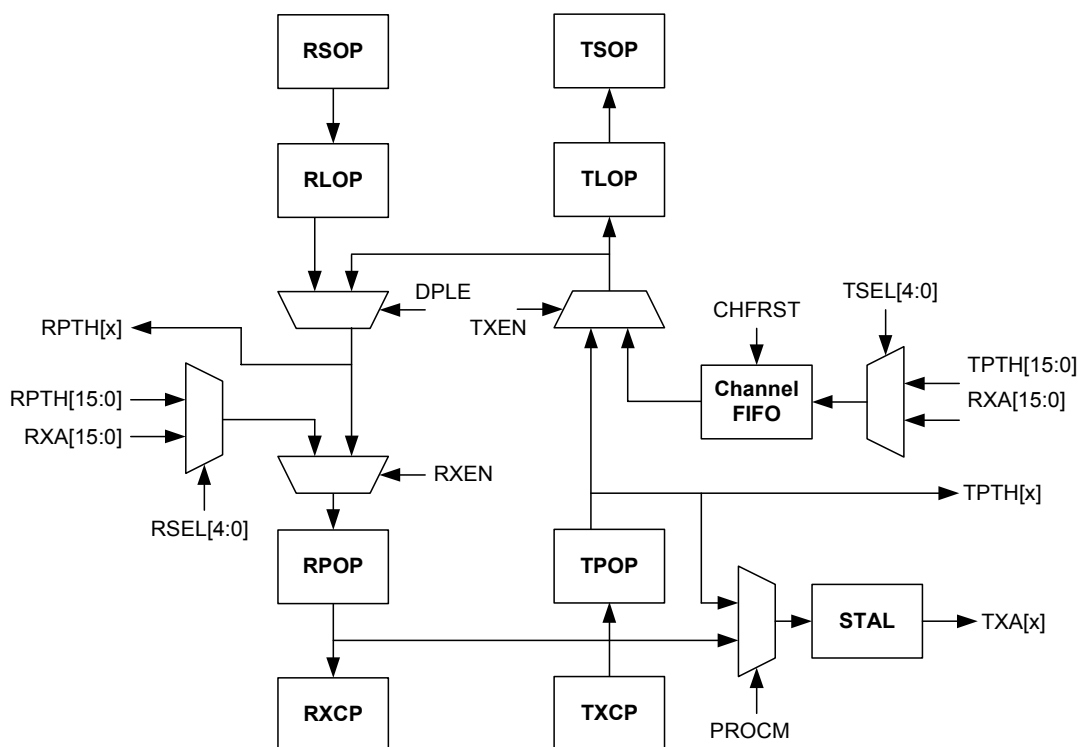 RSOP
TSOP
RLOP
TLOP
DPLE
TXEN
TSEL[4:0]
CHFRST
RPTH[x]
TPTH[15:0]
RXA[15:0]
Channel
FIFO
RPTH[15:0]
RXA[15:0]
RXEN
RSEL[4:0]
TPTH[x]
RPOP
TPOP
STAL
TXA[x]
RXCP
TXCP
PROCM